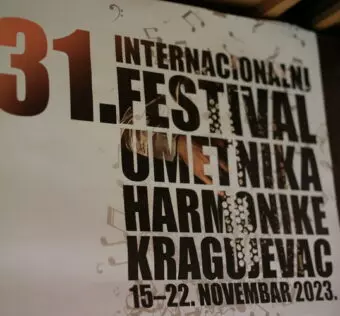 31. INTERNACIONALNI
FESTIVAL
UMETNIKA
HARMONIKE
KRAGUJEVAC
15–22. NOVEMBAR 2023.